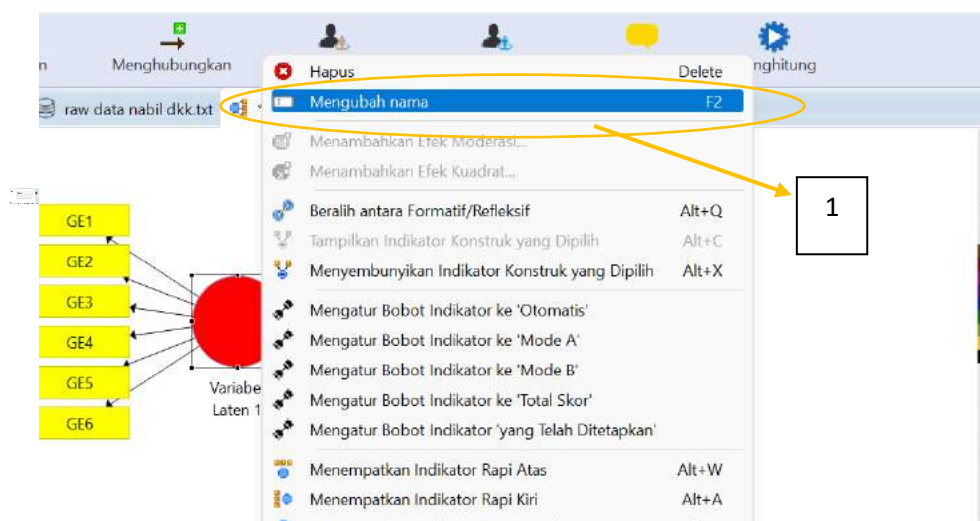 n Menghubungkan nghitung
raw data nabil dkk.txt
Hapus Delete
Mengubah nama F2
Menambahkan Efek Moderasi...
Menambahkan Efek Kuadrat...
Beralih antara Formatif/Refleksif Alt+Q
Tampilkan Indikator Konstruk yang Dipilih Alt+C
Menyembunyikan Indikator Konstruk yang Dipilih Alt+X
Mengatur Bobot Indikator ke 'Otomatis'
Mengatur Bobot Indikator ke 'Mode A'
Mengatur Bobot Indikator ke 'Mode B'
Mengatur Bobot Indikator ke 'Total Skor'
Mengatur Bobot Indikator 'yang Telah Ditetapkan'
Menempatkan Indikator Rapi Atas Alt+W
Menempatkan Indikator Rapi Kiri Alt+A
GE1
GE2
GE3
GE4
GE5
GE6
Variabe
Laten 1
1